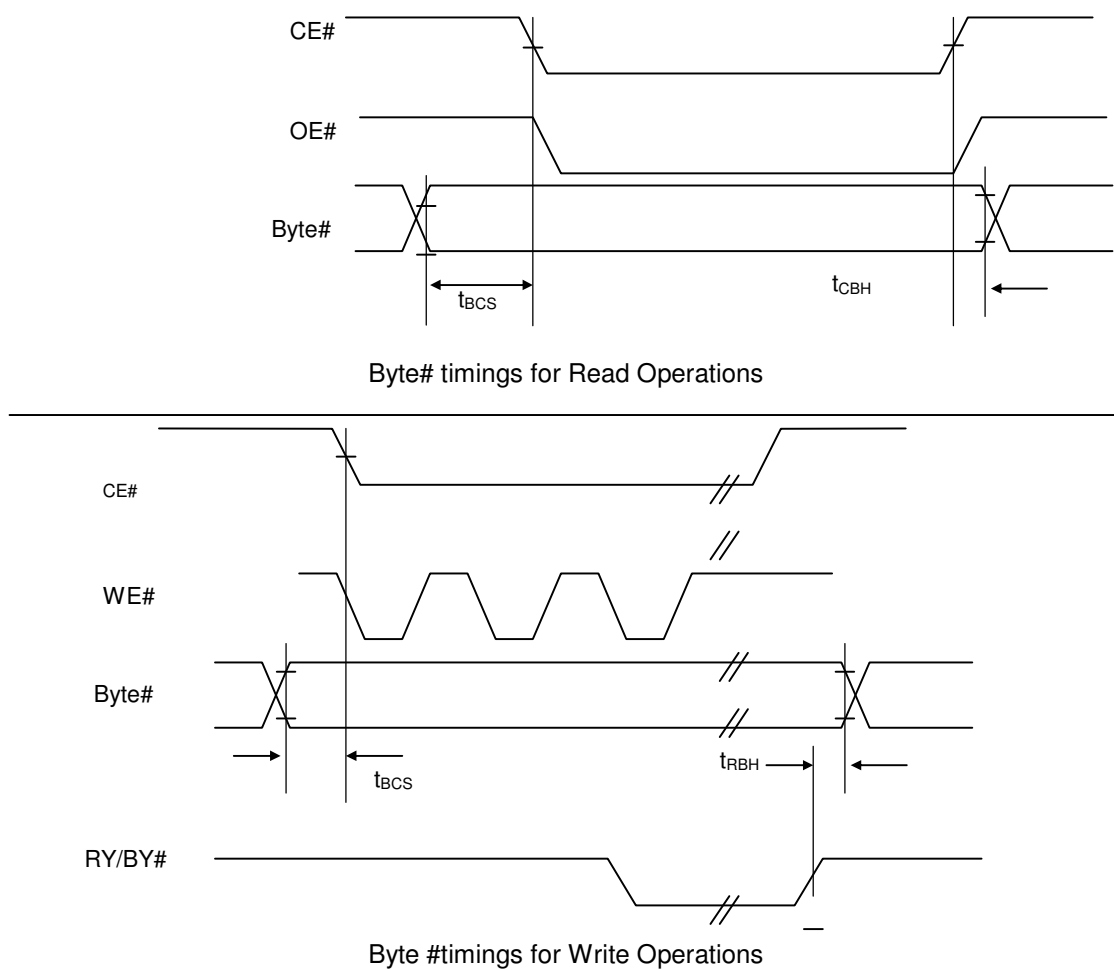 CE#
OE#
Byte#
tBCS
tCBH
Byte# timings for Read Operations
CE#
WE#
Byte#
tBCS
tRBH
RY/BY#
Byte #timings for Write Operations